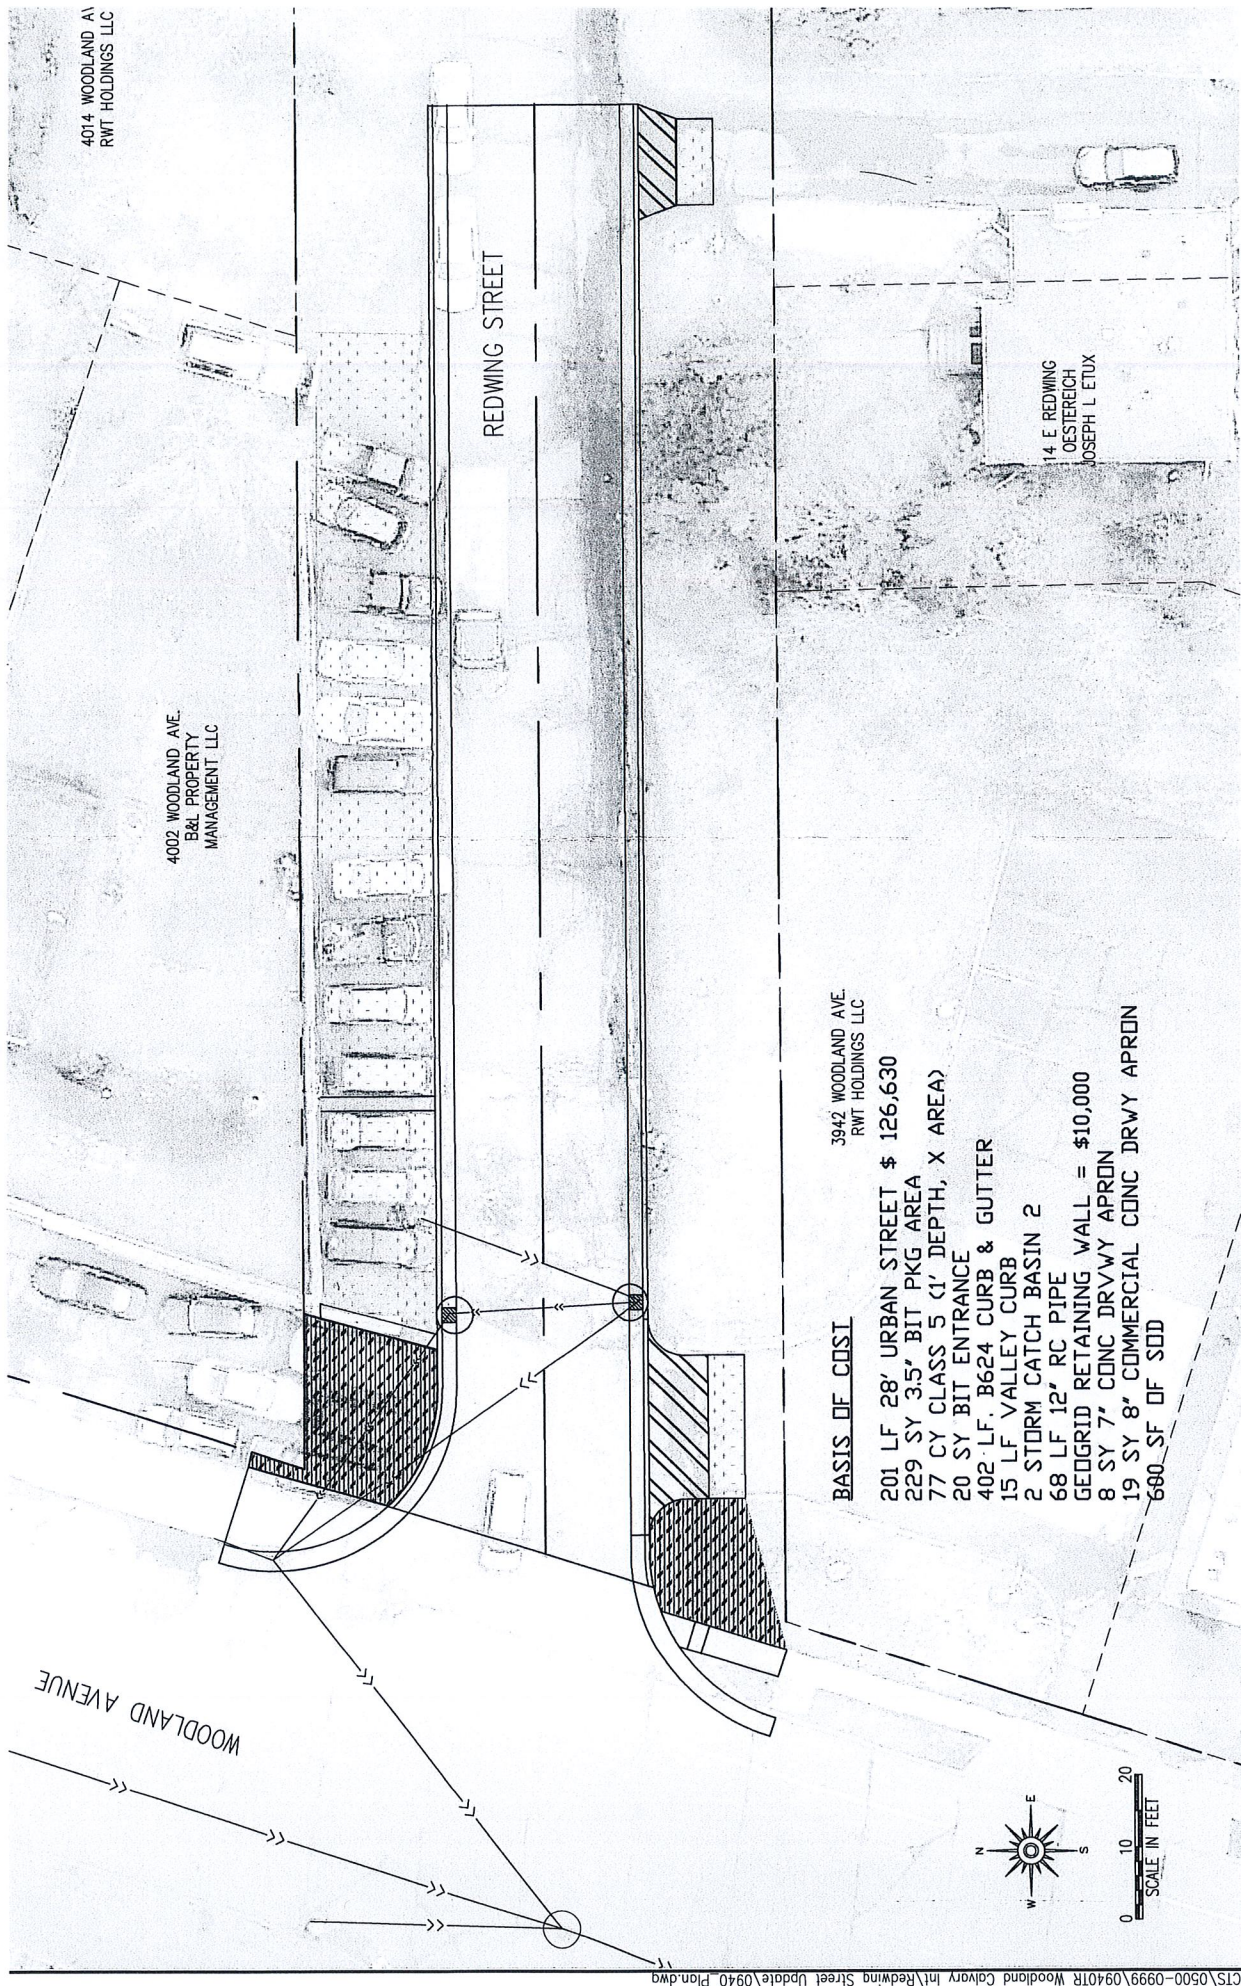 4014 WOODLAND
RWT HOLDINGS LLC
4002 WOODLAND AVE.
B&L PROPERTY
MANAGEMENT LLC
REDWING STREET
14 E REDWING
OESTEREICH
JOSEPH L ETUX
WOODLAND AVENUE
3942 WOODLAND AVE.
RWT HOLDINGS LLC
BASIS OF COST
201 LF 28' URBAN STREET $ 126,630
229 SY 3.5" BIT PKG AREA
77 CY CLASS 5 (1' DEPTH, X AREA)
20 SY BIT ENTRANCE
402 LF. B624 CURB & GUTTER
15 LF VALLEY CURB
2 STORM CATCH BASIN 2
68 LF 12" RC PIPE
GEOGRID RETAINING WALL = $10,000
8 SY 7" CONC DRVWY APRON
19 SY 8" COMMERCIAL CONC DRWY APRON
600 SF OF SOD
N
W
E
S
0 10 20
SCALE IN FEET
CTS\0500-0999\0940TR Woodland Calvary Int\Redwing Street Update\0940_Plan.dwg